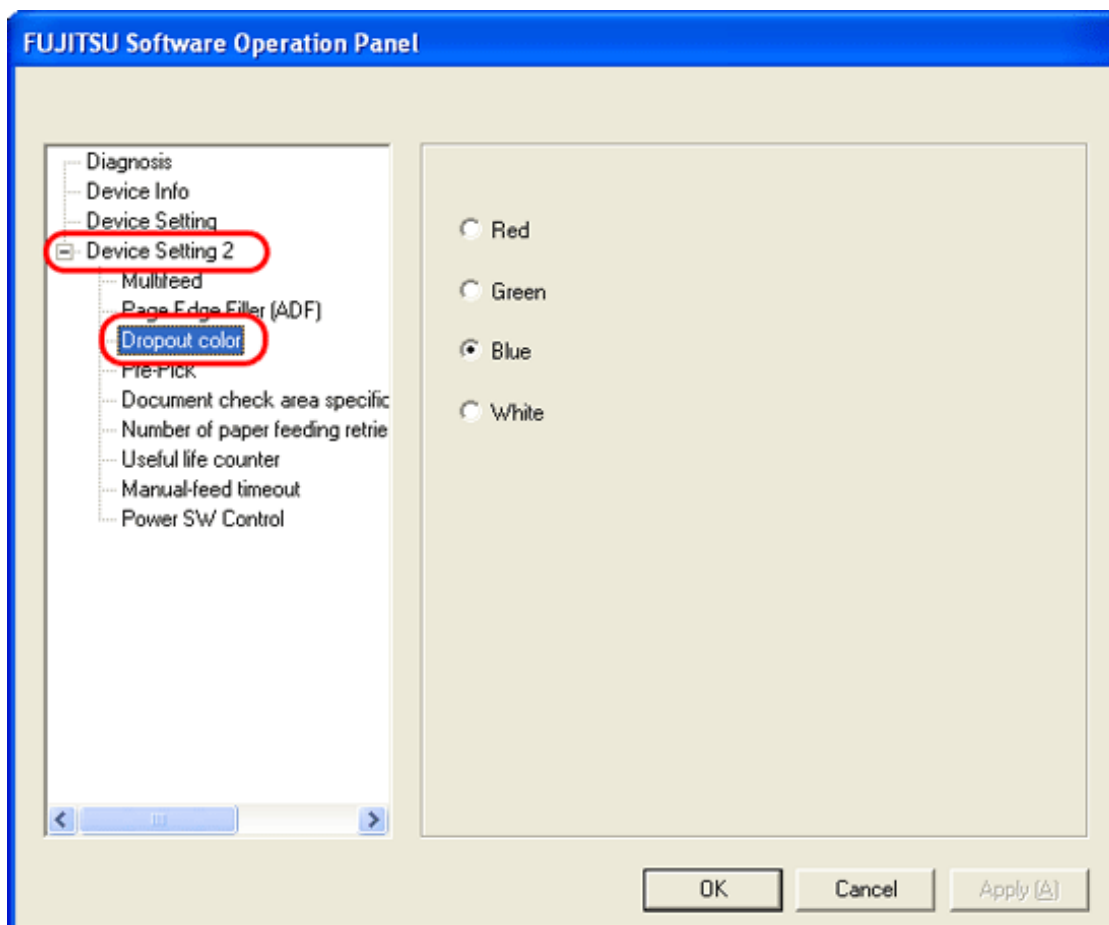 FUJITSU Software Operation Panel
Diagnosis
Device Info
Device Setting
Device Setting 2
Multifeed
Page Edge Filler (ADF)
Dropout color
Pre-Pick
Document check area specific
Number of paper feeding retrie
Useful life counter
Manual-feed timeout
Power SW Control
Red
Green
Blue
White
OK
Cancel
Apply (A)